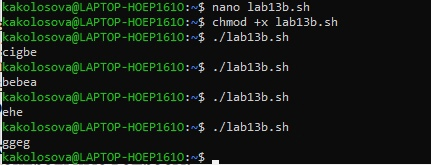 kakolosova@LAPTOP-HOEP1610:~$ nano lab13b.sh
kakolosova@LAPTOP-HOEP1610:~$ chmod +x lab13b.sh
kakolosova@LAPTOP-HOEP1610:~$ ./lab13b.sh
cigbe
kakolosova@LAPTOP-HOEP1610:~$ ./lab13b.sh
bebea
kakolosova@LAPTOP-HOEP1610:~$ ./lab13b.sh
ehe
kakolosova@LAPTOP-HOEP1610:~$ ./lab13b.sh
ggeg
kakolosova@LAPTOP-HOEP1610:~$